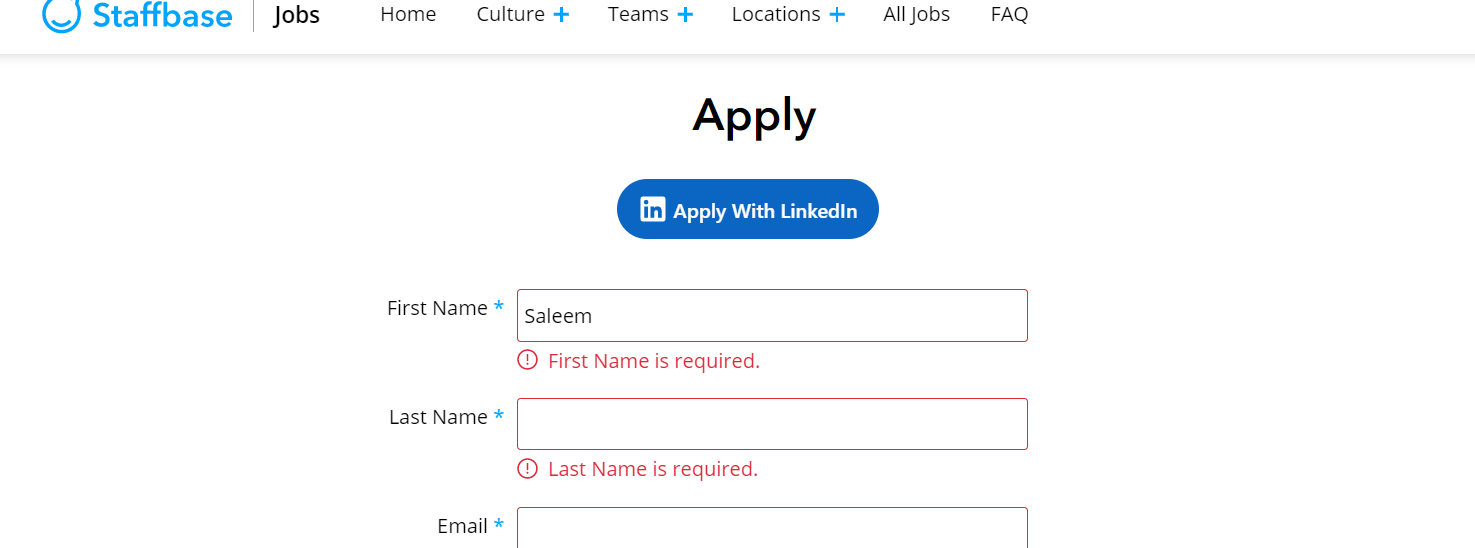 Staffbase Jobs Home Culture + Teams + Locations + All Jobs FAQ
Apply
in Apply With LinkedIn
First Name * Saleem
First Name is required.
Last Name *
Last Name is required.
Email *